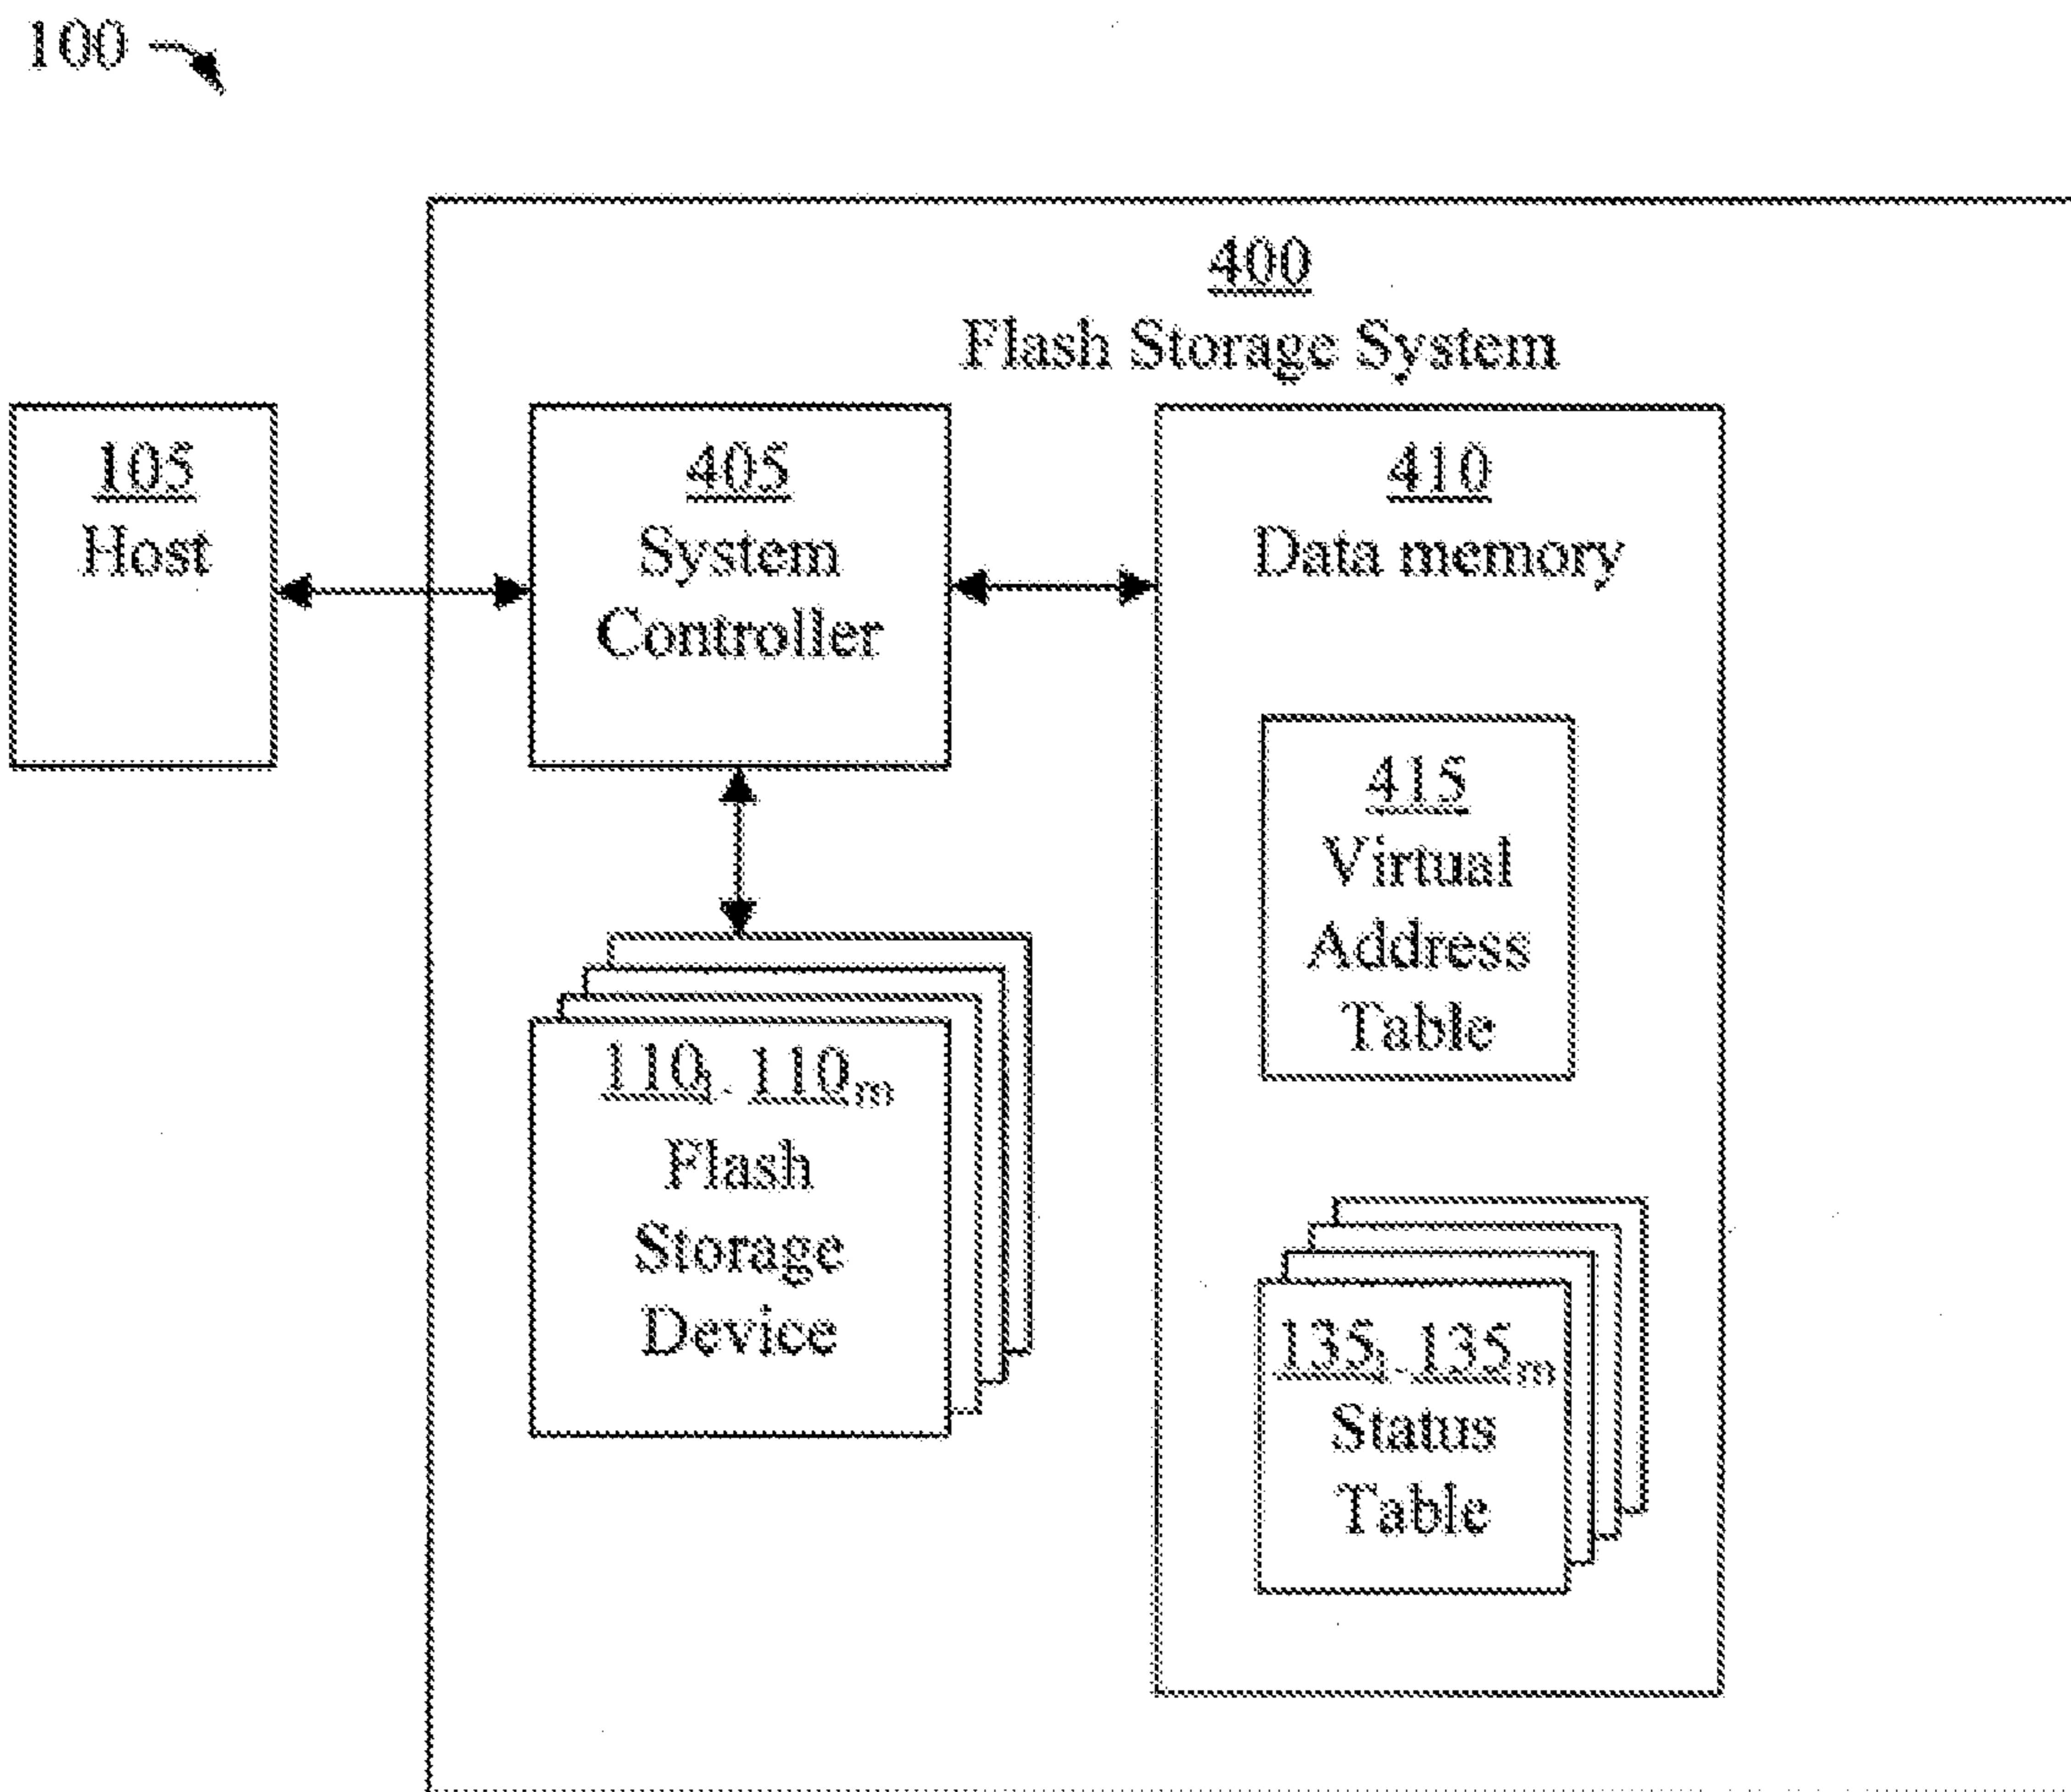 100
400
Flash Storage System
105
Host
405
System
Controller
410
Data memory
415
Virtual
Address
Table
110₁- 110ₘ
Flash
Storage
Device
135₁-135ₘ
Status
Table